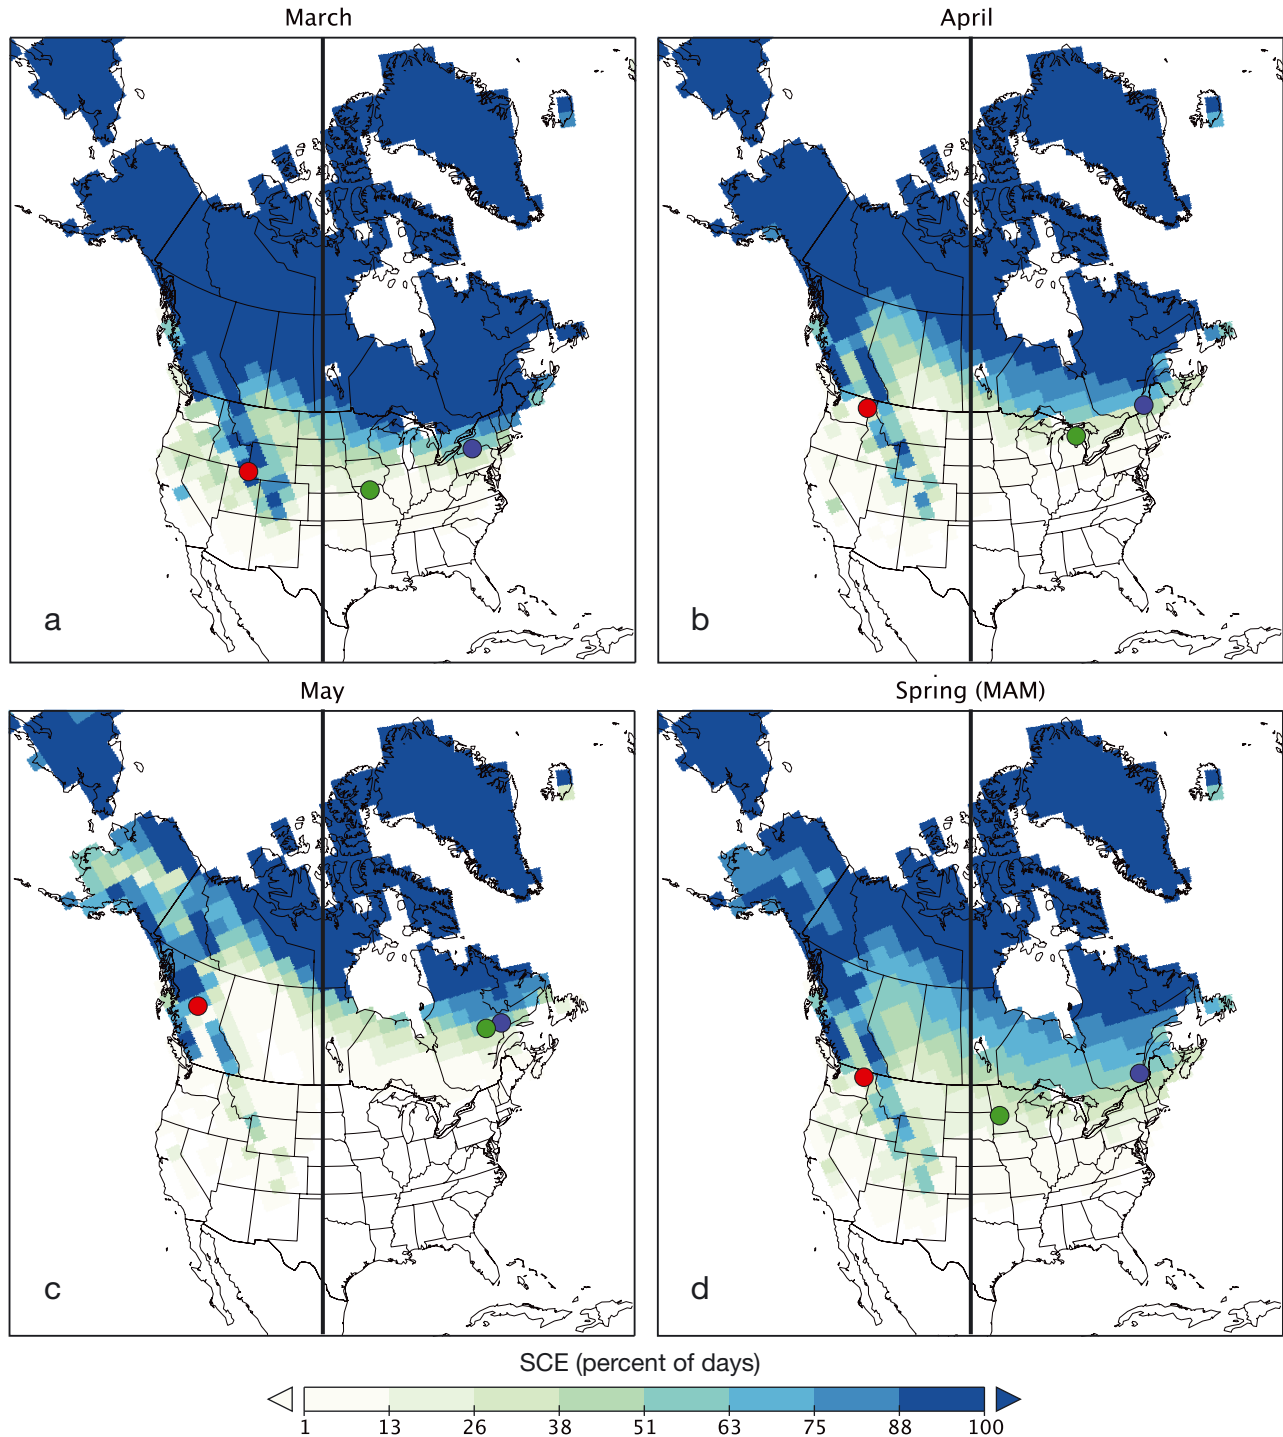 March
April
a
b
May
Spring (MAM)
c
d
SCE (percent of days)
1 13 26 38 51 63 75 88 100